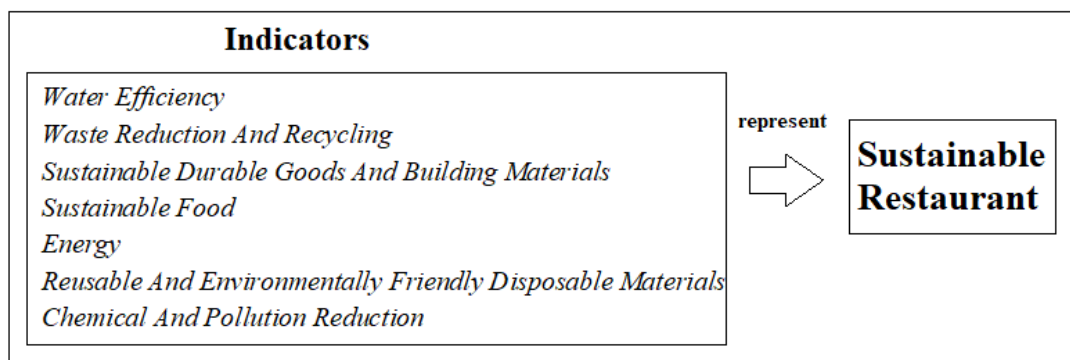 Indicators
Water Efficiency
Waste Reduction And Recycling
Sustainable Durable Goods And Building Materials
Sustainable Food
Energy
Reusable And Environmentally Friendly Disposable Materials
Chemical And Pollution Reduction
represent
Sustainable
Restaurant